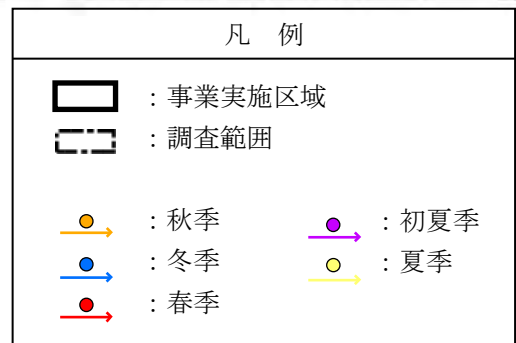 凡 例
：事業実施区域
：調査範囲
：秋季
：初夏季
：冬季
：夏季
：春季